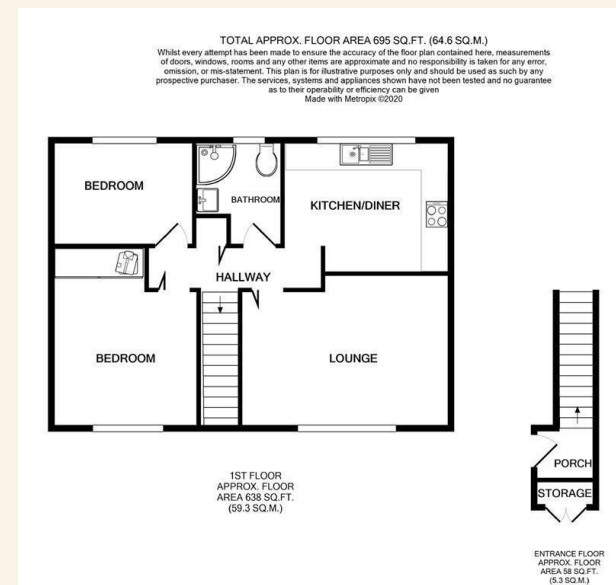 TOTAL APPROX. FLOOR AREA 695 SQ.FT. (64.6 SQ.M.)
Whilst every attempt has been made to ensure the accuracy of the floor plan contained here, measurements
of doors, windows, rooms and any other items are approximate and no responsibility is taken for any error,
omission, or mis-statement. This plan is for illustrative purposes only and should be used as such by any
prospective purchaser. The services, systems and appliances shown have not been tested and no guarantee
as to their operability or efficiency can be given
Made with Metropix ©2020
BEDROOM
BATHROOM
KITCHEN/DINER
HALLWAY
BEDROOM
LOUNGE
PORCH
STORAGE
1ST FLOOR
APPROX. FLOOR
AREA 638 SQ.FT.
(59.3 SQ.M.)
ENTRANCE FLOOR
APPROX. FLOOR
AREA 58 SQ.FT.
(5.3 SQ.M.)